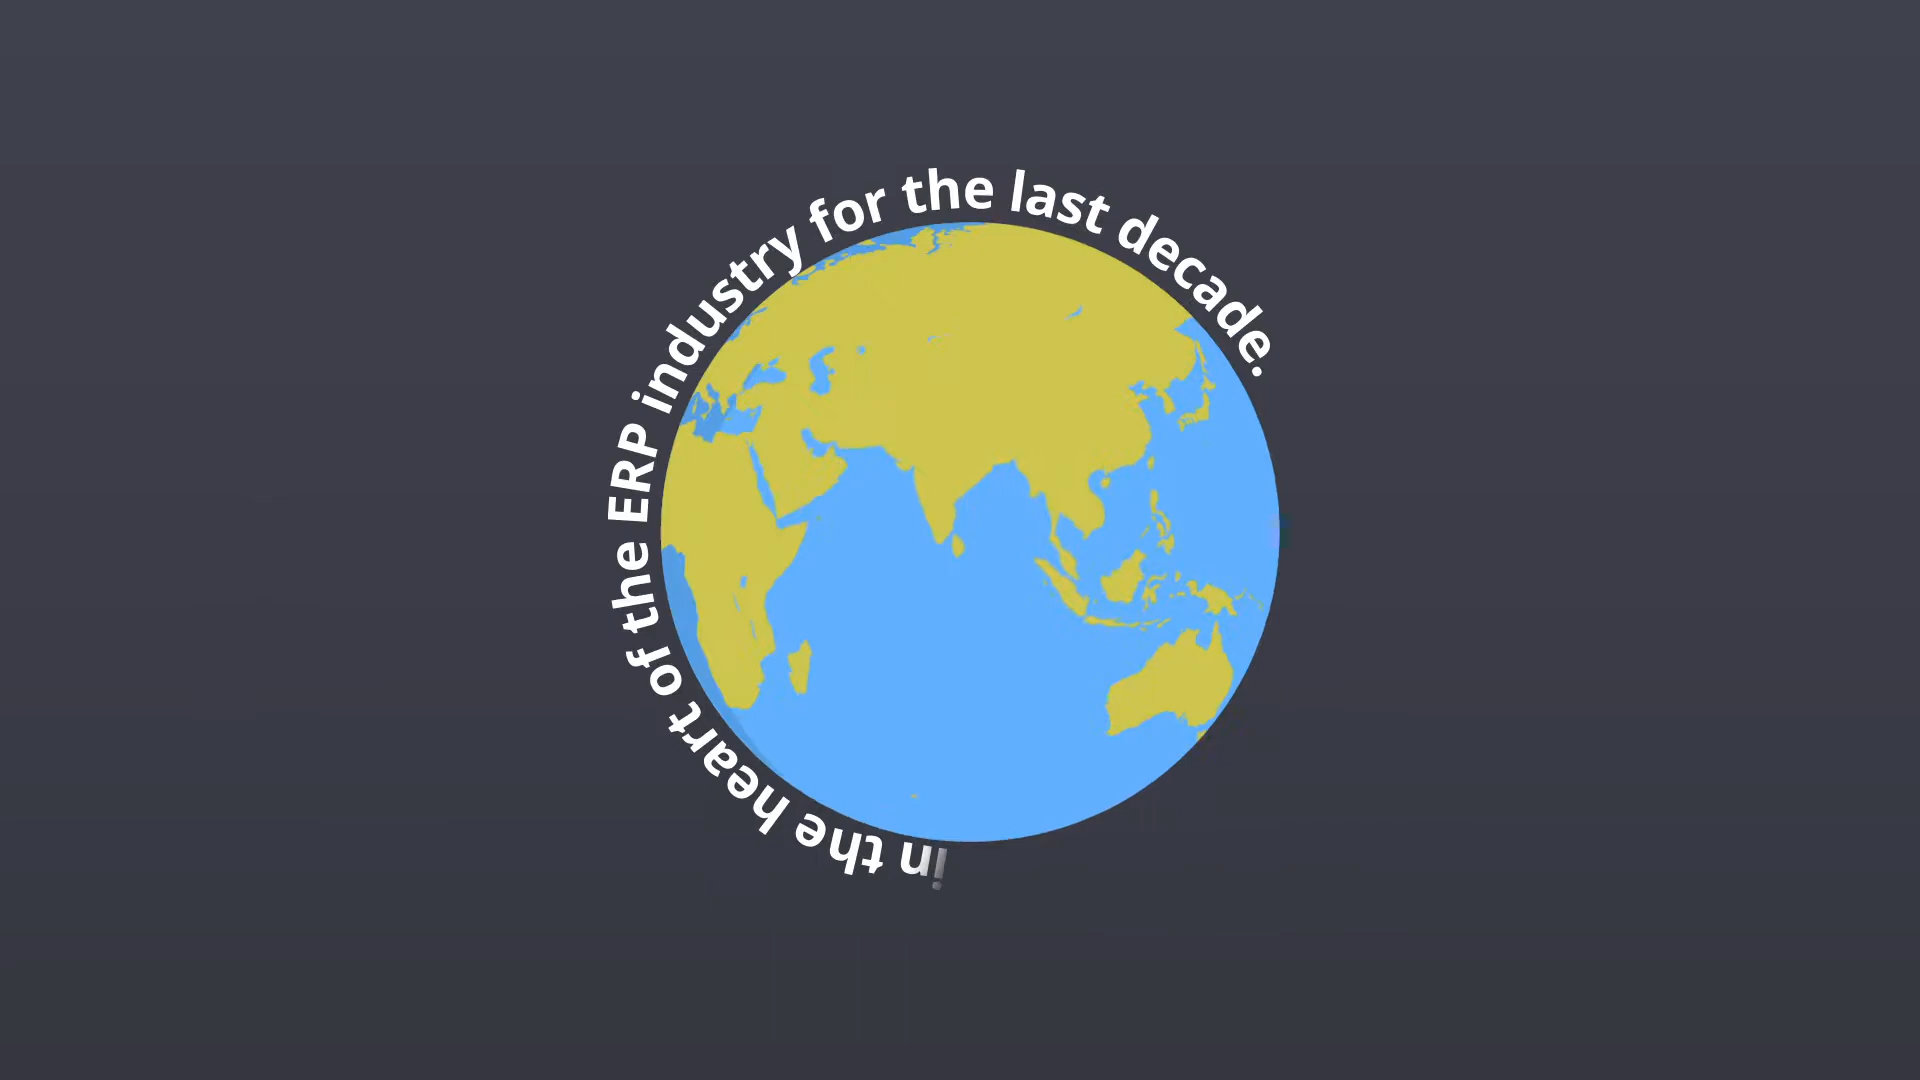 in the heart of the ERP industry for the last decade.